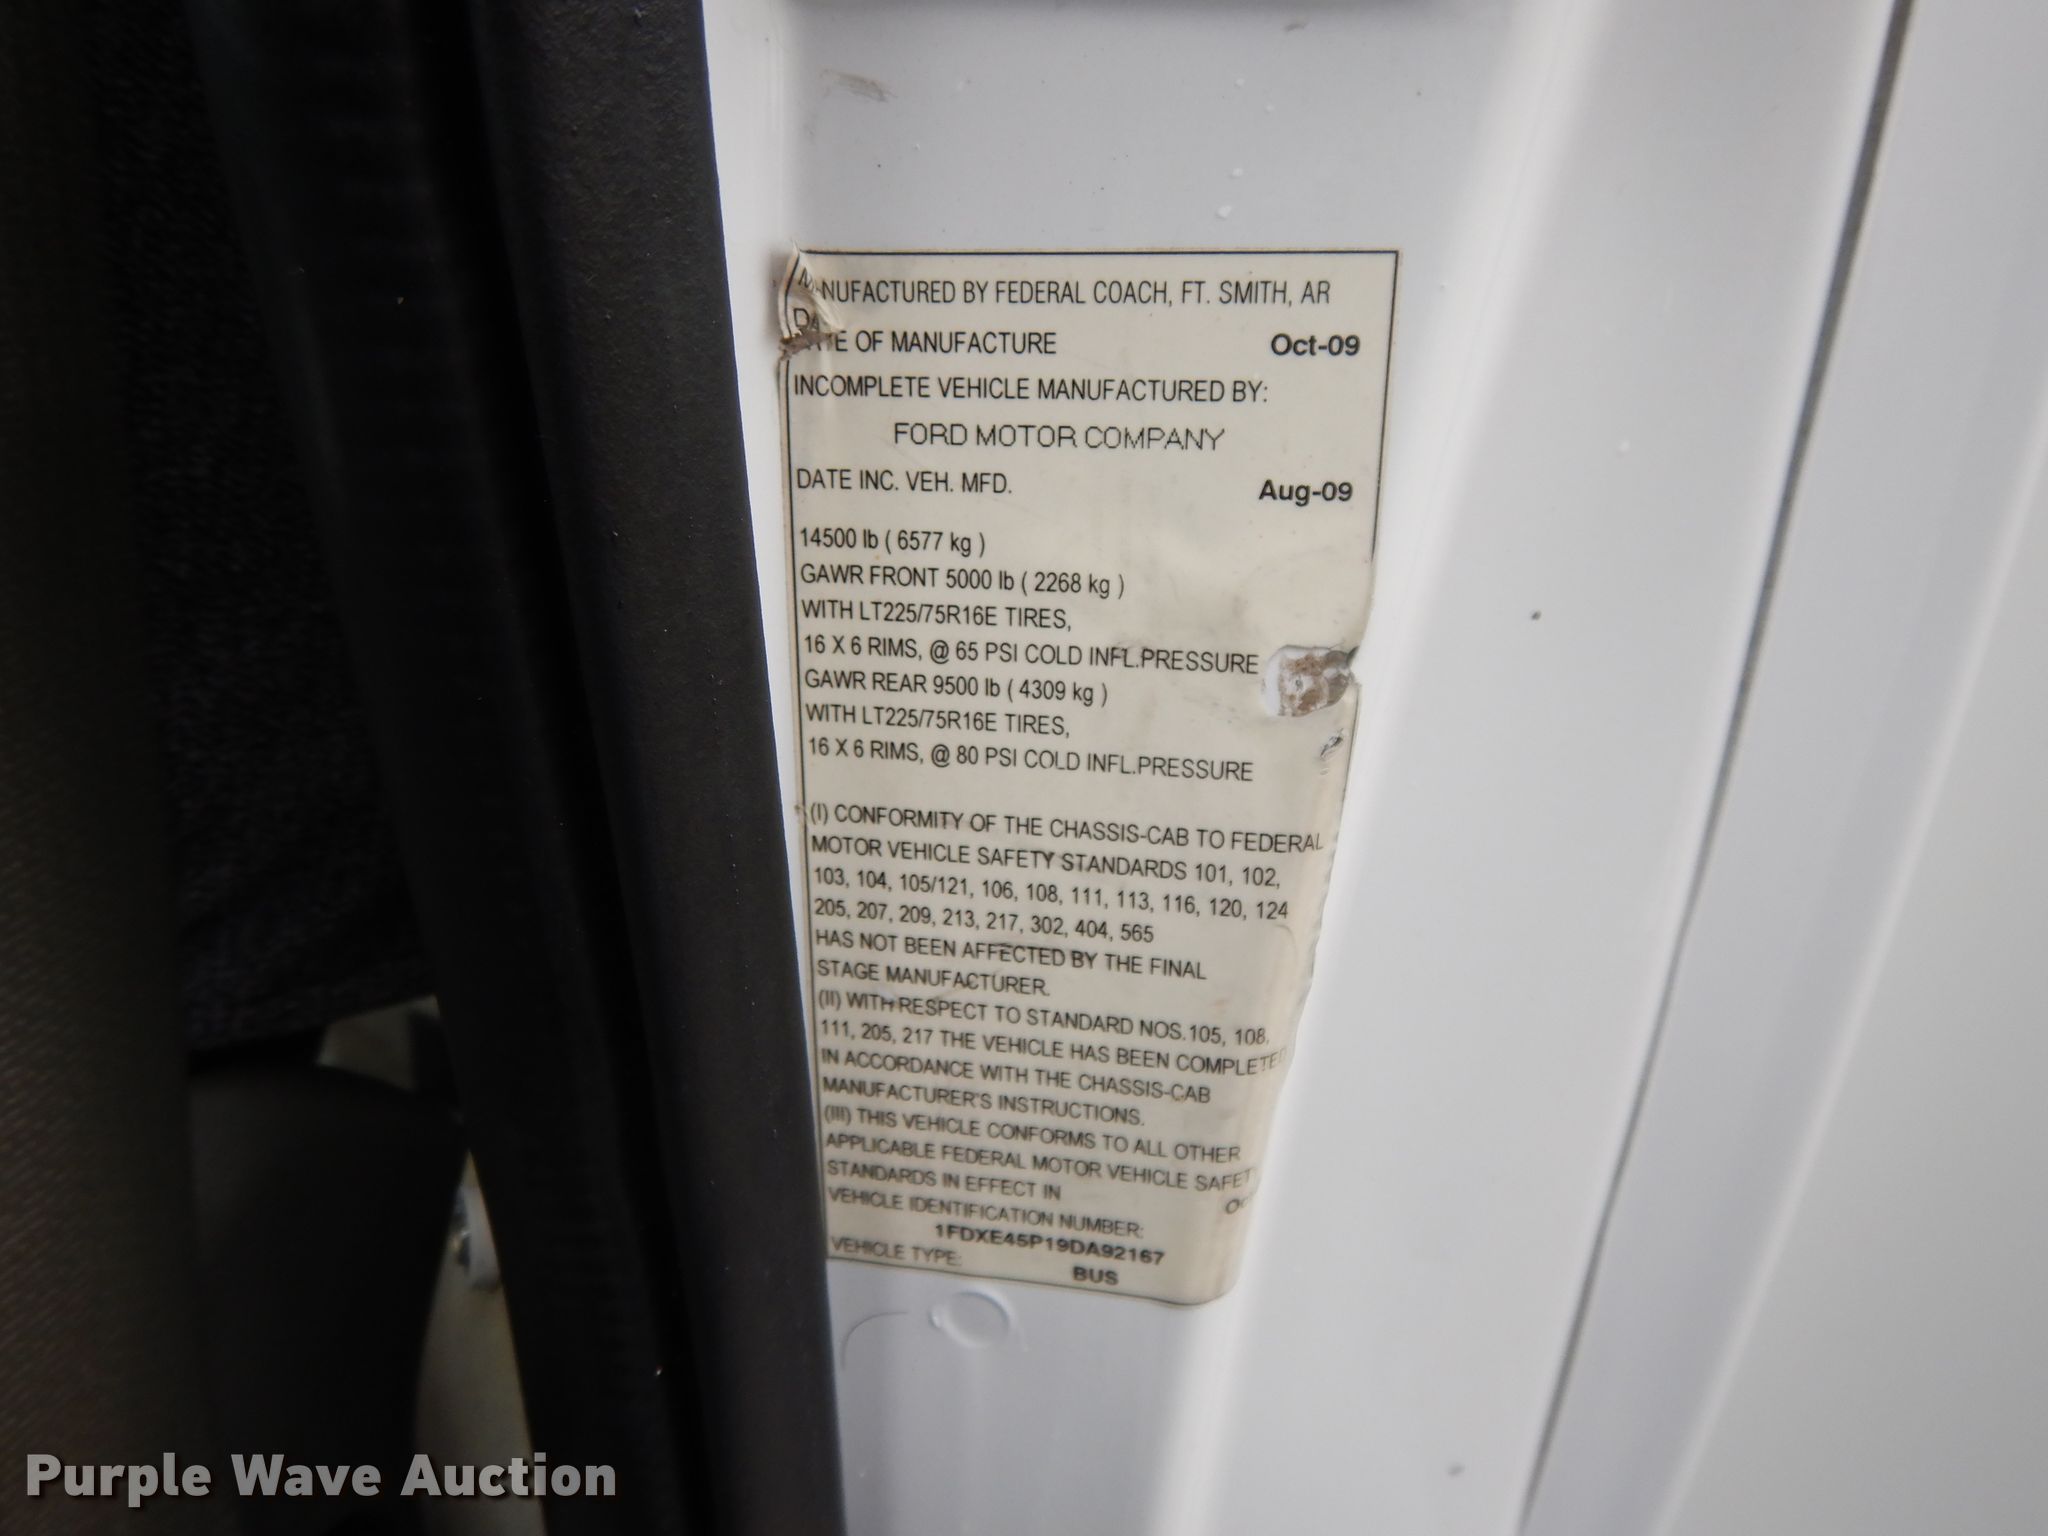 MANUFACTURED BY FEDERAL COACH, FT. SMITH, AR
DATE OF MANUFACTURE Oct-09
INCOMPLETE VEHICLE MANUFACTURED BY:
FORD MOTOR COMPANY
DATE INC. VEH. MFD. Aug-09
14500 lb ( 6577 kg )
GAWR FRONT 5000 lb ( 2268 kg )
WITH LT225/75R16E TIRES,
16 X 6 RIMS, @ 65 PSI COLD INFL.PRESSURE
GAWR REAR 9500 lb ( 4309 kg )
WITH LT225/75R16E TIRES,
16 X 6 RIMS, @ 80 PSI COLD INFL.PRESSURE
(I) CONFORMITY OF THE CHASSIS-CAB TO FEDERAL
MOTOR VEHICLE SAFETY STANDARDS 101, 102,
103, 104, 105/121, 106, 108, 111, 113, 116, 120, 124
205, 207, 209, 213, 217, 302, 404, 565
HAS NOT BEEN AFFECTED BY THE FINAL
STAGE MANUFACTURER.
(II) WITH RESPECT TO STANDARD NOS.105, 108,
111, 205, 217 THE VEHICLE HAS BEEN COMPLETED
IN ACCORDANCE WITH THE CHASSIS-CAB
MANUFACTURER'S INSTRUCTIONS.
(III) THIS VEHICLE CONFORMS TO ALL OTHER
APPLICABLE FEDERAL MOTOR VEHICLE SAFET
STANDARDS IN EFFECT IN
VEHICLE IDENTIFICATION NUMBER:
1FDXE45P19DA92167
VEHICLE TYPE: BUS
Purple Wave Auction